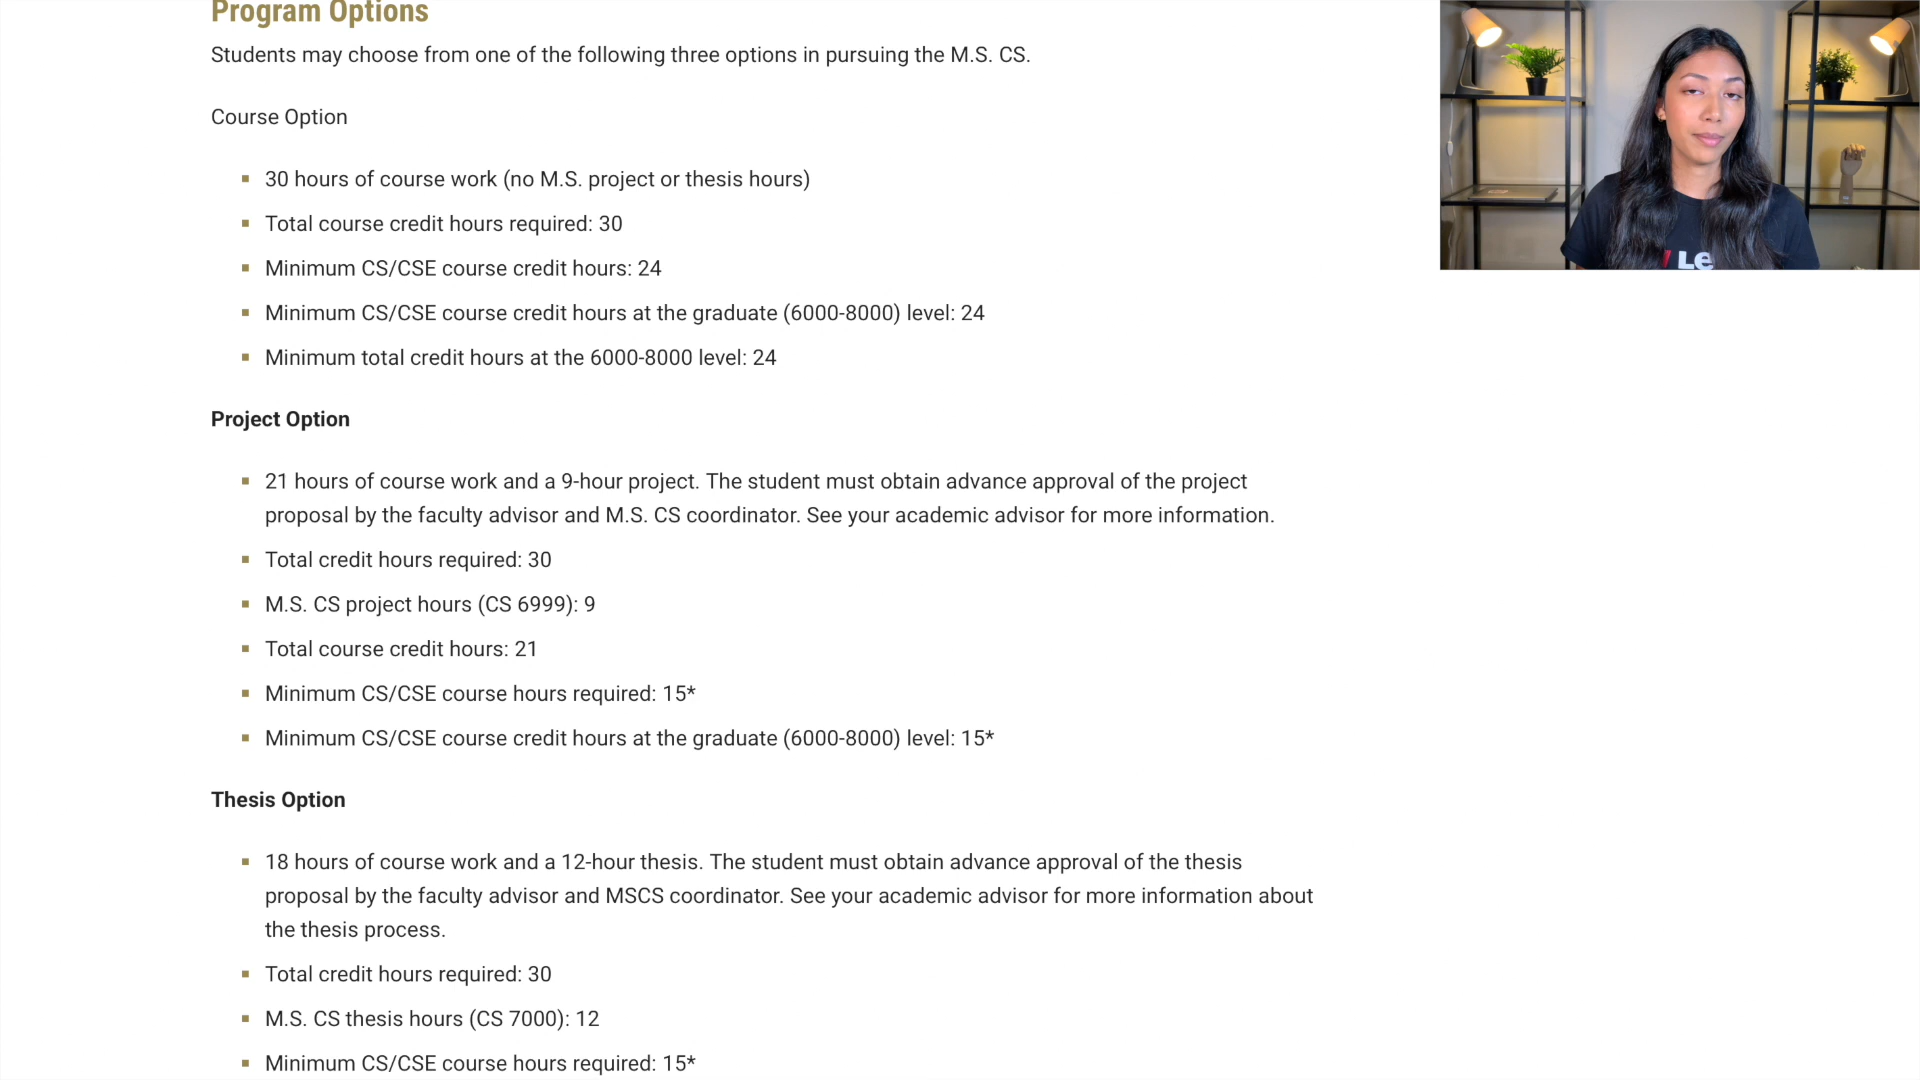 Program Options
Students may choose from one of the following three options in pursuing the M.S. CS.
Course Option
30 hours of course work (no M.S. project or thesis hours)
Total course credit hours required: 30
Minimum CS/CSE course credit hours: 24
Minimum CS/CSE course credit hours at the graduate (6000-8000) level: 24
Minimum total credit hours at the 6000-8000 level: 24
Project Option
21 hours of course work and a 9-hour project. The student must obtain advance approval of the project
proposal by the faculty advisor and M.S. CS coordinator. See your academic advisor for more information.
Total credit hours required: 30
M.S. CS project hours (CS 6999): 9
Total course credit hours: 21
Minimum CS/CSE course hours required: 15*
Minimum CS/CSE course credit hours at the graduate (6000-8000) level: 15*
Thesis Option
18 hours of course work and a 12-hour thesis. The student must obtain advance approval of the thesis
proposal by the faculty advisor and MSCS coordinator. See your academic advisor for more information about
the thesis process.
Total credit hours required: 30
M.S. CS thesis hours (CS 7000): 12
Minimum CS/CSE course hours required: 15*